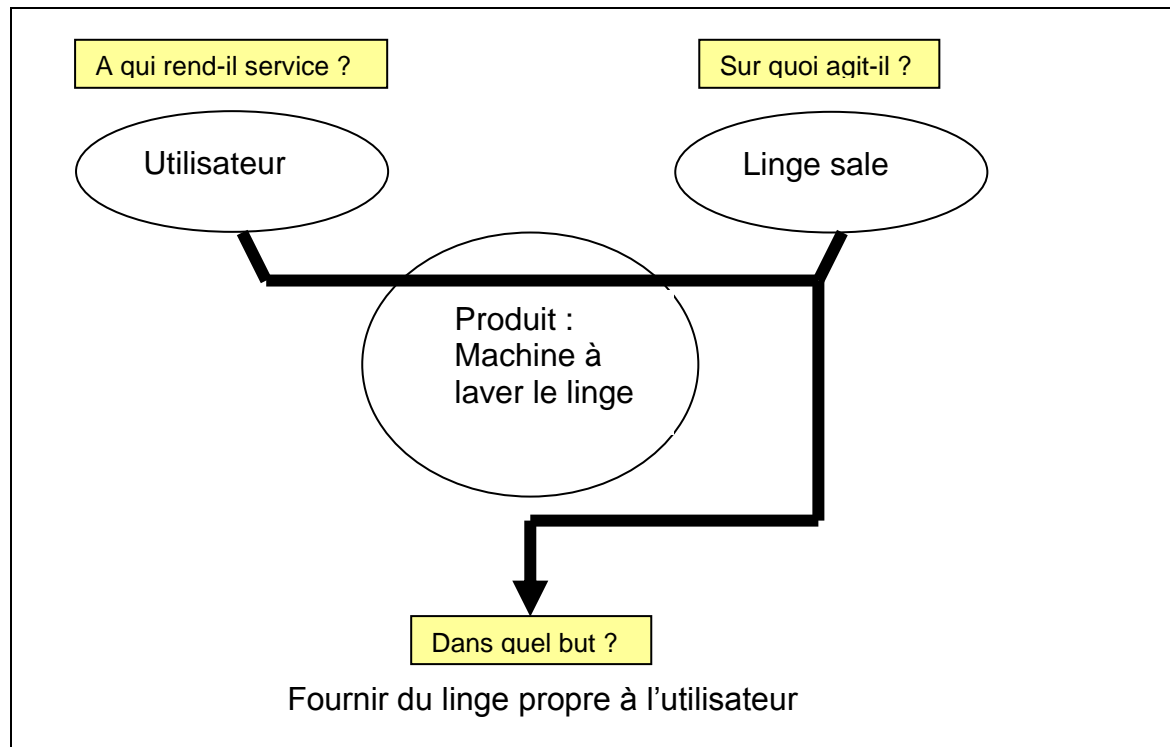 A qui rend-il service ?
Sur quoi agit-il ?
Utilisateur
Linge sale
Produit :
Machine à
laver le linge
Dans quel but ?
Fournir du linge propre à l’utilisateur